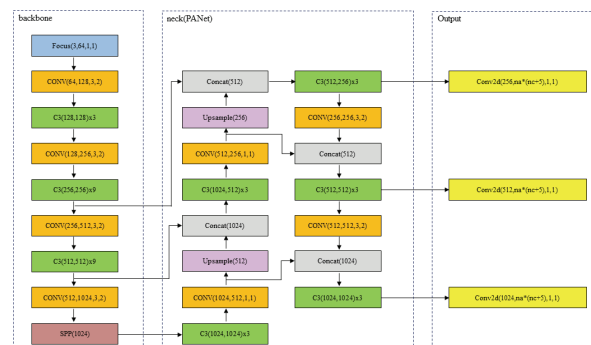 backbone
Focus(3,64,1,1)
CONV(64,128,3,2)
C3(128,128)x3
CONV(128,256,3,2)
C3(256,256)x9
CONV(256,512,3,2)
C3(512,512)x9
CONV(512,1024,3,2)
SPP(1024)
neck(PANet)
Concat(512)
Upsample(256)
CONV(512,256,1,1)
C3(1024,512)x3
Concat(1024)
Upsample(512)
CONV(1024,512,1,1)
C3(1024,1024)x3
C3(512,256)x3
CONV(256,256,3,2)
Concat(512)
C3(512,512)x3
CONV(512,512,3,2)
Concat(1024)
C3(1024,1024)x3
Output
Conv2d(256,na*(nc+5),1,1)
Conv2d(512,na*(nc+5),1,1)
Conv2d(1024,na*(nc+5),1,1)